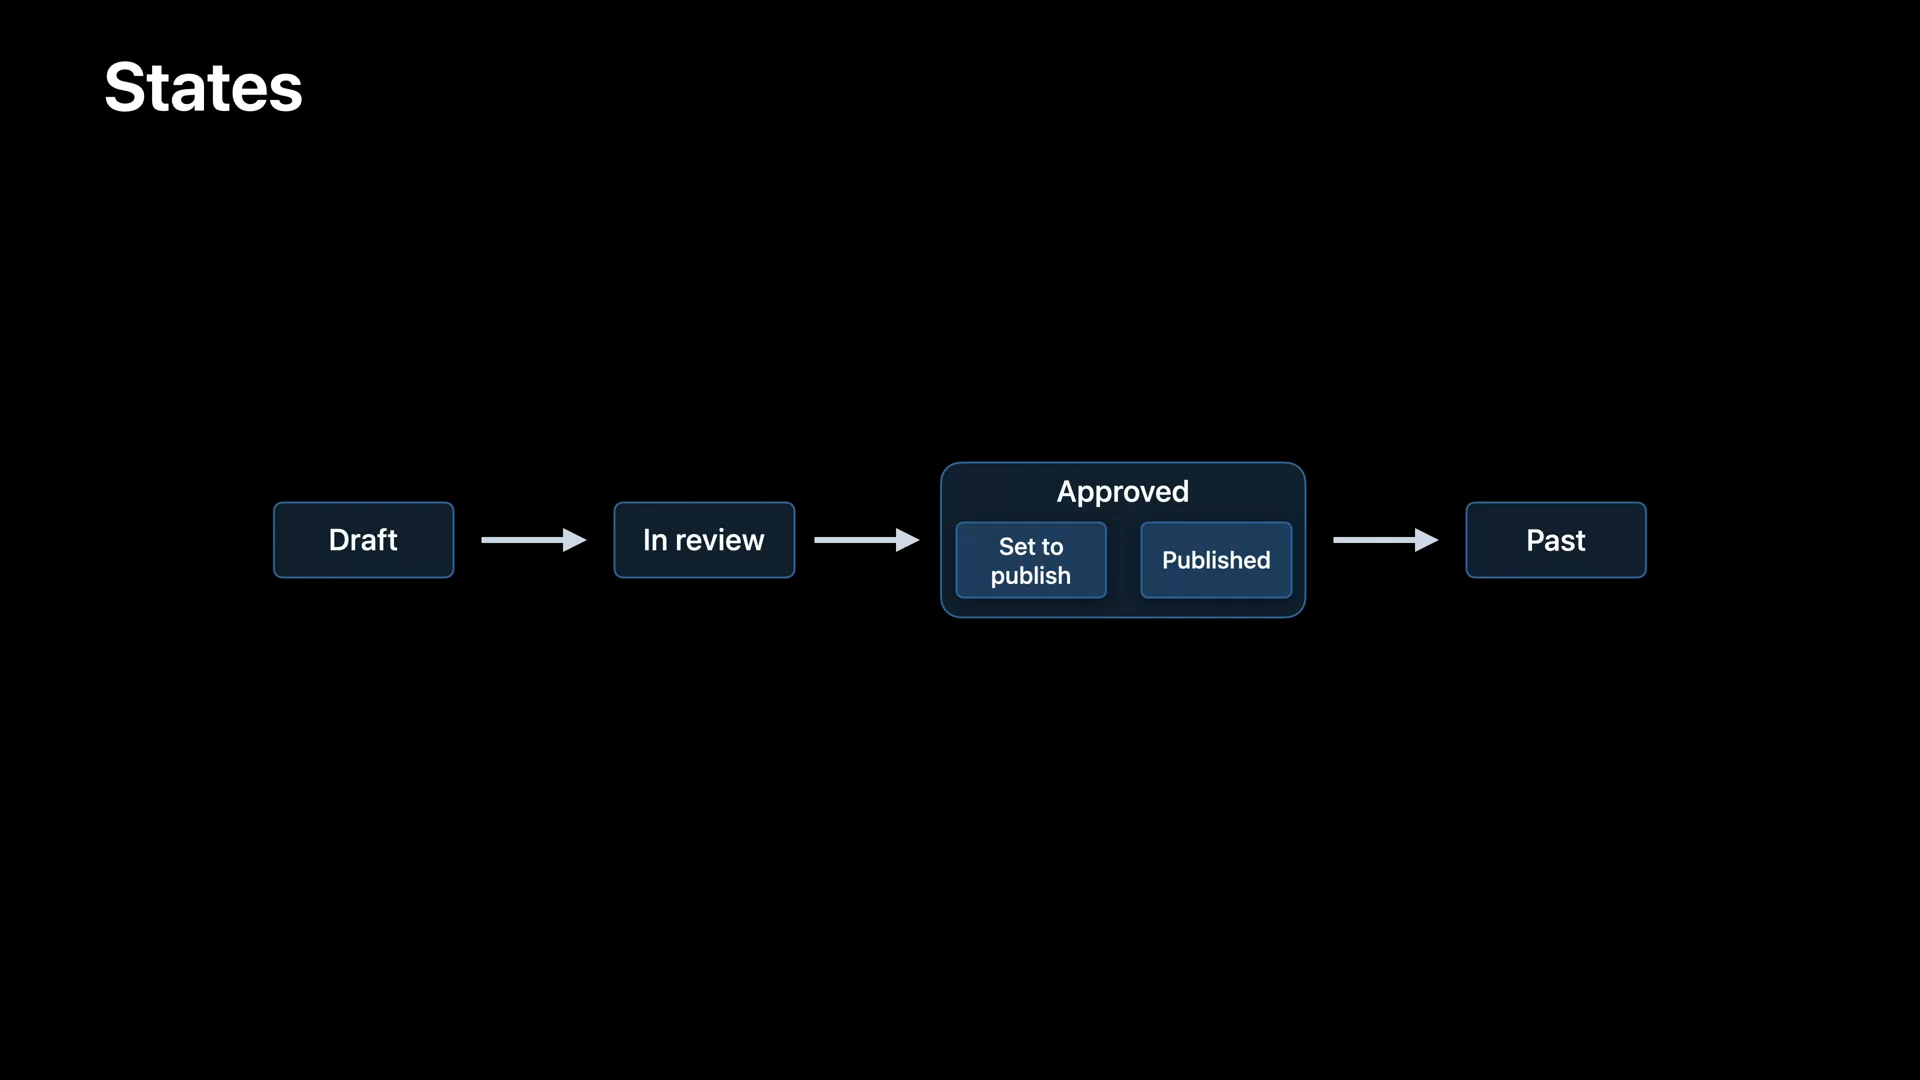 States
Draft
In review
Approved
Set to
publish
Published
Past